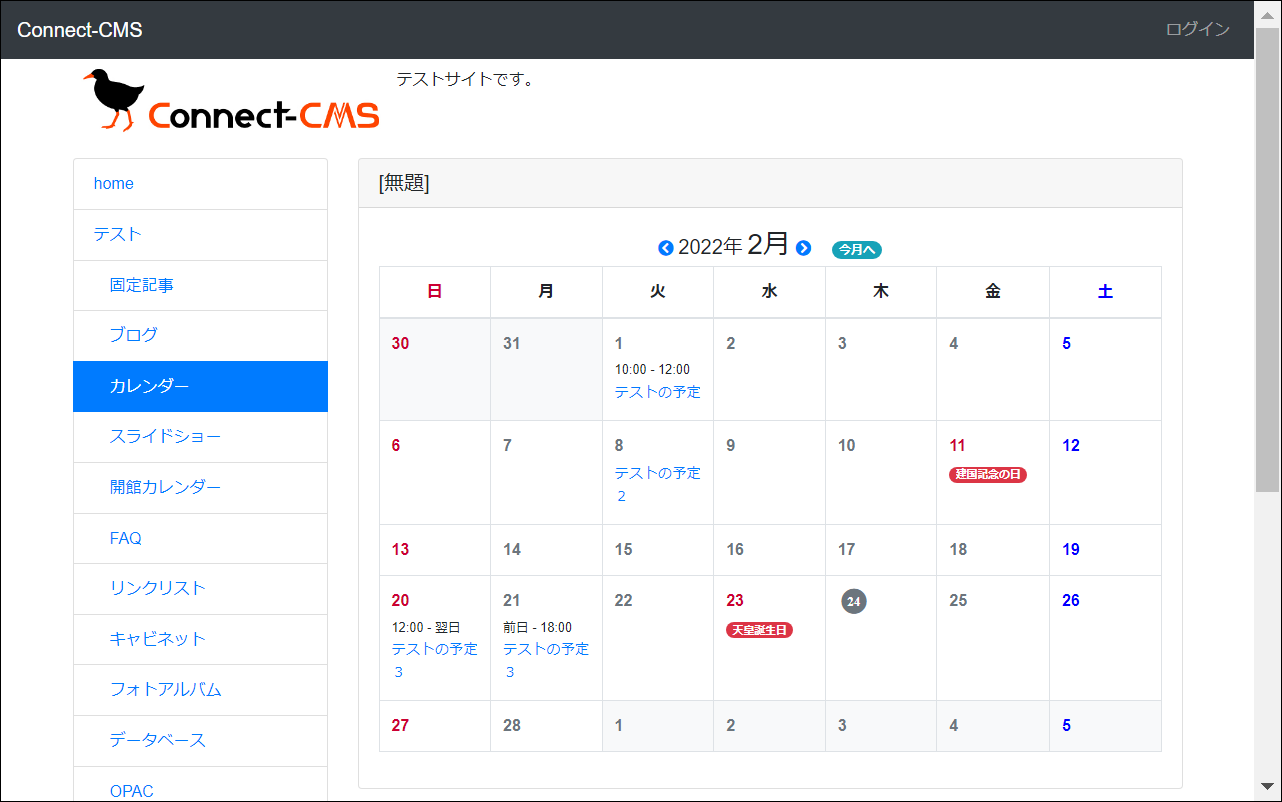 Connect-CMS
ログイン
Connect-CMS
テストサイトです。
home
テスト
固定記事
ブログ
カレンダー
スライドショー
開館カレンダー
FAQ
リンクリスト
キャビネット
フォトアルバム
データベース
OPAC
[無題]
2022年 2月 今月へ
日 月 火 水 木 金 土
30 31 1 2 3 4 5
10:00 - 12:00
テストの予定
6 7 8 9 10 11 12
テストの予定
2
建国記念の日
13 14 15 16 17 18 19
20 21 22 23 24 25 26
12:00 - 翌日
テストの予定
3
前日 - 18:00
テストの予定
3
天皇誕生日
27 28 1 2 3 4 5